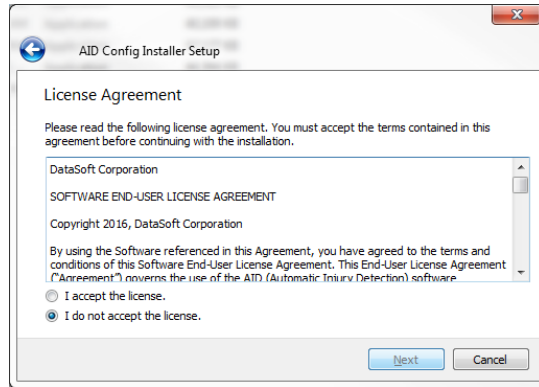 AID Config Installer Setup
License Agreement
Please read the following license agreement. You must accept the terms contained in this
agreement before continuing with the installation.
DataSoft Corporation
SOFTWARE END-USER LICENSE AGREEMENT
Copyright 2016, DataSoft Corporation
By using the Software referenced in this Agreement, you have agreed to the terms and
conditions of this Software End-User License Agreement. This End-User License Agreement
("Agreement") governs the use of the AID (Automatic Injury Detection) software
I accept the license.
I do not accept the license.
Next
Cancel